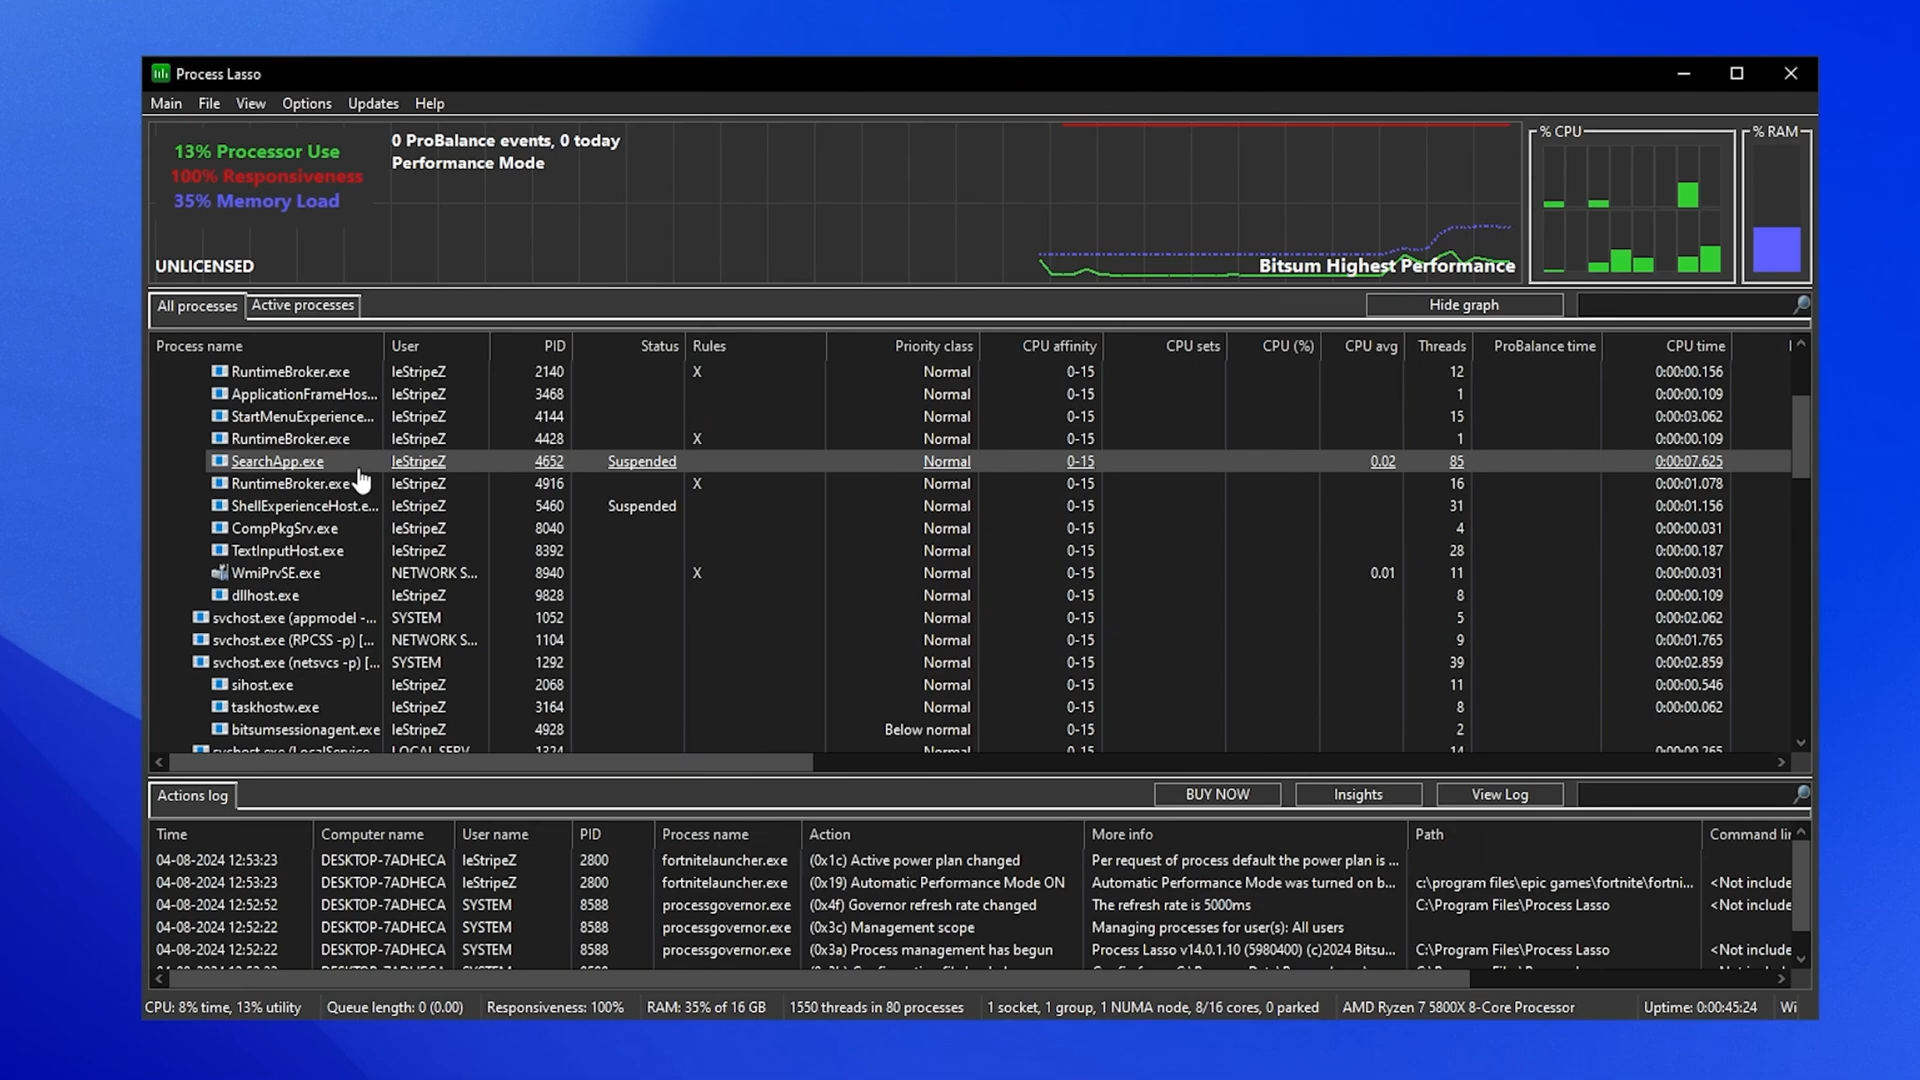 Process Lasso
Main File View Options Updates Help
13% Processor Use
100% Responsiveness
35% Memory Load
UNLICENSED
0 ProBalance events, 0 today
Performance Mode
Bitsum Highest Performance
% CPU
% RAM
All processes Active processes Hide graph
Process name User PID Status Rules Priority class CPU affinity CPU sets CPU (%) CPU avg Threads ProBalance time CPU time
RuntimeBroker.exe leStripeZ 2140 X Normal 0-15 12 0:00:00.156
ApplicationFrameHos... leStripeZ 3468 Normal 0-15 1 0:00:00.109
StartMenuExperience... leStripeZ 4144 Normal 0-15 15 0:00:03.062
RuntimeBroker.exe leStripeZ 4428 X Normal 0-15 1 0:00:00.109
SearchApp.exe leStripeZ 4652 Suspended Normal 0-15 0.02 85 0:00:07.625
RuntimeBroker.exe leStripeZ 4916 X Normal 0-15 16 0:00:01.078
ShellExperienceHost.e... leStripeZ 5460 Suspended Normal 0-15 31 0:00:01.156
CompPkgSrv.exe leStripeZ 8040 Normal 0-15 4 0:00:00.031
TextInputHost.exe leStripeZ 8392 Normal 0-15 28 0:00:00.187
WmiPrvSE.exe NETWORK S... 8940 X Normal 0-15 0.01 11 0:00:00.031
dllhost.exe leStripeZ 9828 Normal 0-15 8 0:00:00.109
svchost.exe (appmodel -... SYSTEM 1052 Normal 0-15 5 0:00:02.062
svchost.exe (RPCSS -p) [... NETWORK S... 1104 Normal 0-15 9 0:00:01.765
svchost.exe (netsvcs -p) [... SYSTEM 1292 Normal 0-15 39 0:00:02.859
sihost.exe leStripeZ 2068 Normal 0-15 11 0:00:00.546
taskhostw.exe leStripeZ 3164 Normal 0-15 8 0:00:00.062
bitsumsessionagent.exe leStripeZ 4928 Below normal 0-15 2
svchost.exe (LocalService LOCAL SERV 1324 Normal 0-15 14 0:00:00.265
Actions log BUY NOW Insights View Log
Time Computer name User name PID Process name Action More info Path Command lin
04-08-2024 12:53:23 DESKTOP-7ADHECA leStripeZ 2800 fortnitelauncher.exe (0x1c) Active power plan changed Per request of process default the power plan is ...
04-08-2024 12:53:23 DESKTOP-7ADHECA leStripeZ 2800 fortnitelauncher.exe (0x19) Automatic Performance Mode ON Automatic Performance Mode was turned on b... c:\program files\epic games\fortnite\fortni... <Not include
04-08-2024 12:52:52 DESKTOP-7ADHECA SYSTEM 8588 processgovernor.exe (0x4f) Governor refresh rate changed The refresh rate is 5000ms C:\Program Files\Process Lasso <Not include
04-08-2024 12:52:22 DESKTOP-7ADHECA SYSTEM 8588 processgovernor.exe (0x3c) Management scope Managing processes for user(s): All users
04-08-2024 12:52:22 DESKTOP-7ADHECA SYSTEM 8588 processgovernor.exe (0x3a) Process management has begun Process Lasso v14.0.1.10 (5980400) (c)2024 Bitsu... C:\Program Files\Process Lasso <Not include
CPU: 8% time, 13% utility Queue length: 0 (0.00) Responsiveness: 100% RAM: 35% of 16 GB 1550 threads in 80 processes 1 socket, 1 group, 1 NUMA node, 8/16 cores, 0 parked AMD Ryzen 7 5800X 8-Core Processor Uptime: 0:00:45:24 Wi